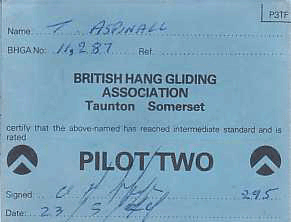 P3TF
Name: T. ASPINALL
BHGA No: 11,287 Ref.
BRITISH HANG GLIDING
ASSOCIATION
Taunton Somerset
certify that the above-named has reached intermediate standard and is
rated
PILOT TWO
Signed 295
Date: 23/5/84